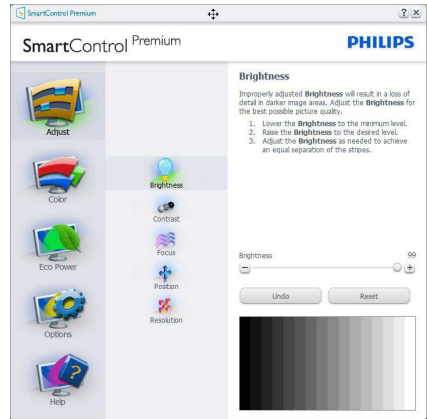 SmartControl Premium
SmartControl Premium
PHILIPS
Adjust
Color
Eco Power
Options
Help
Brightness
Contrast
Focus
Position
Resolution
Brightness
Improperly adjusted Brightness will result in a loss of
detail in darker image areas. Adjust the Brightness for
the best possible picture quality.
1. Lower the Brightness to the minimum level.
2. Raise the Brightness to the desired level.
3. Adjust the Brightness as needed to achieve
an equal separation of the stripes.
Brightness 99
Undo Reset